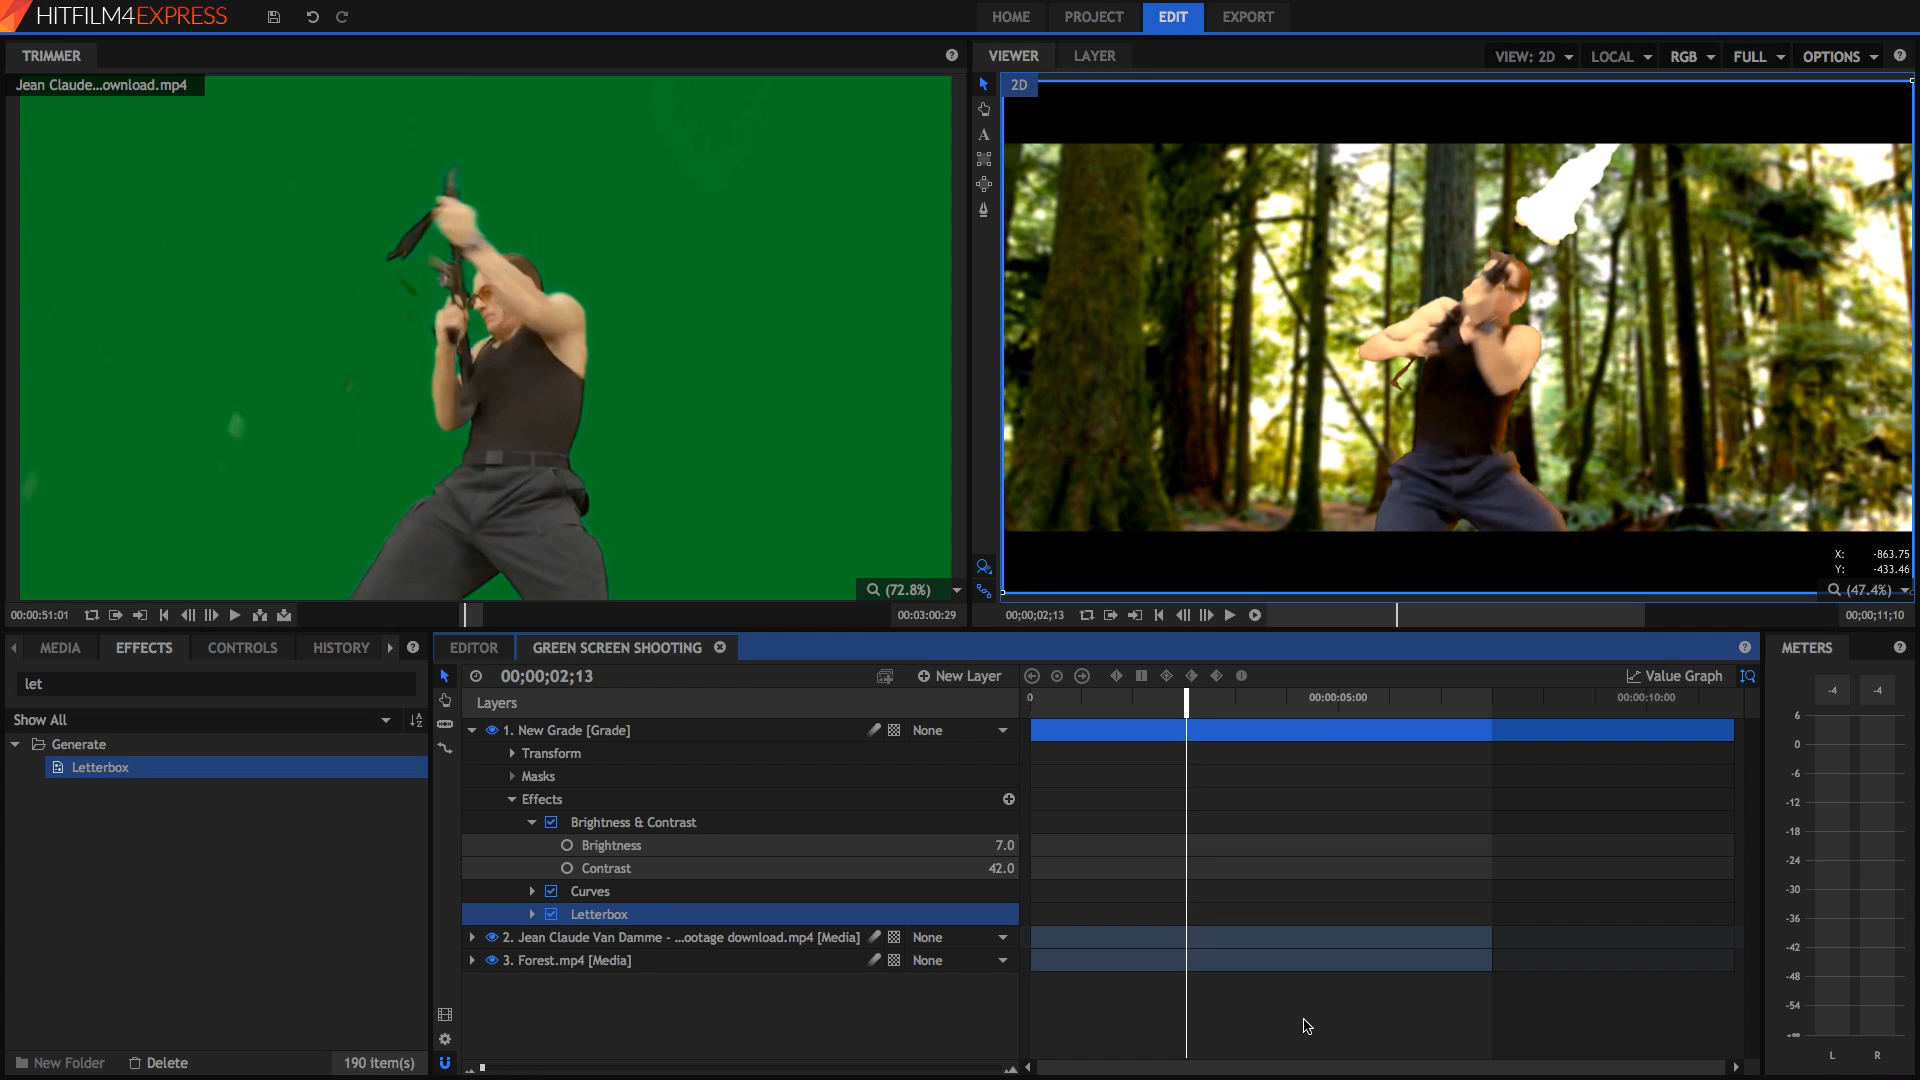 HITFILM4EXPRESS
HOME PROJECT EDIT EXPORT
TRIMMER
Jean Claude...ownload.mp4
(72.8%)
00:00:51:01
00:03:00:29
VIEWER LAYER
VIEW: 2D LOCAL RGB FULL OPTIONS
2D
A
X: -863.75
Y: -433.46
(47.4%)
00;00;02;13
00;00;11;10
MEDIA EFFECTS CONTROLS HISTORY
let
Show All
Generate
Letterbox
New Folder Delete 190 item(s)
EDITOR GREEN SCREEN SHOOTING
00;00;02;13 New Layer Value Graph
Layers
0 00:00:05:00 00:00:10:00
1. New Grade [Grade] None
Transform
Masks
Effects
Brightness & Contrast
Brightness 7.0
Contrast 42.0
Curves
Letterbox
2. Jean Claude Van Damme - ...ootage download.mp4 [Media] None
3. Forest.mp4 [Media] None
METERS
-4 -4
6
0
-6
-12
-18
-24
-30
-36
-42
-48
-54
-∞
L R